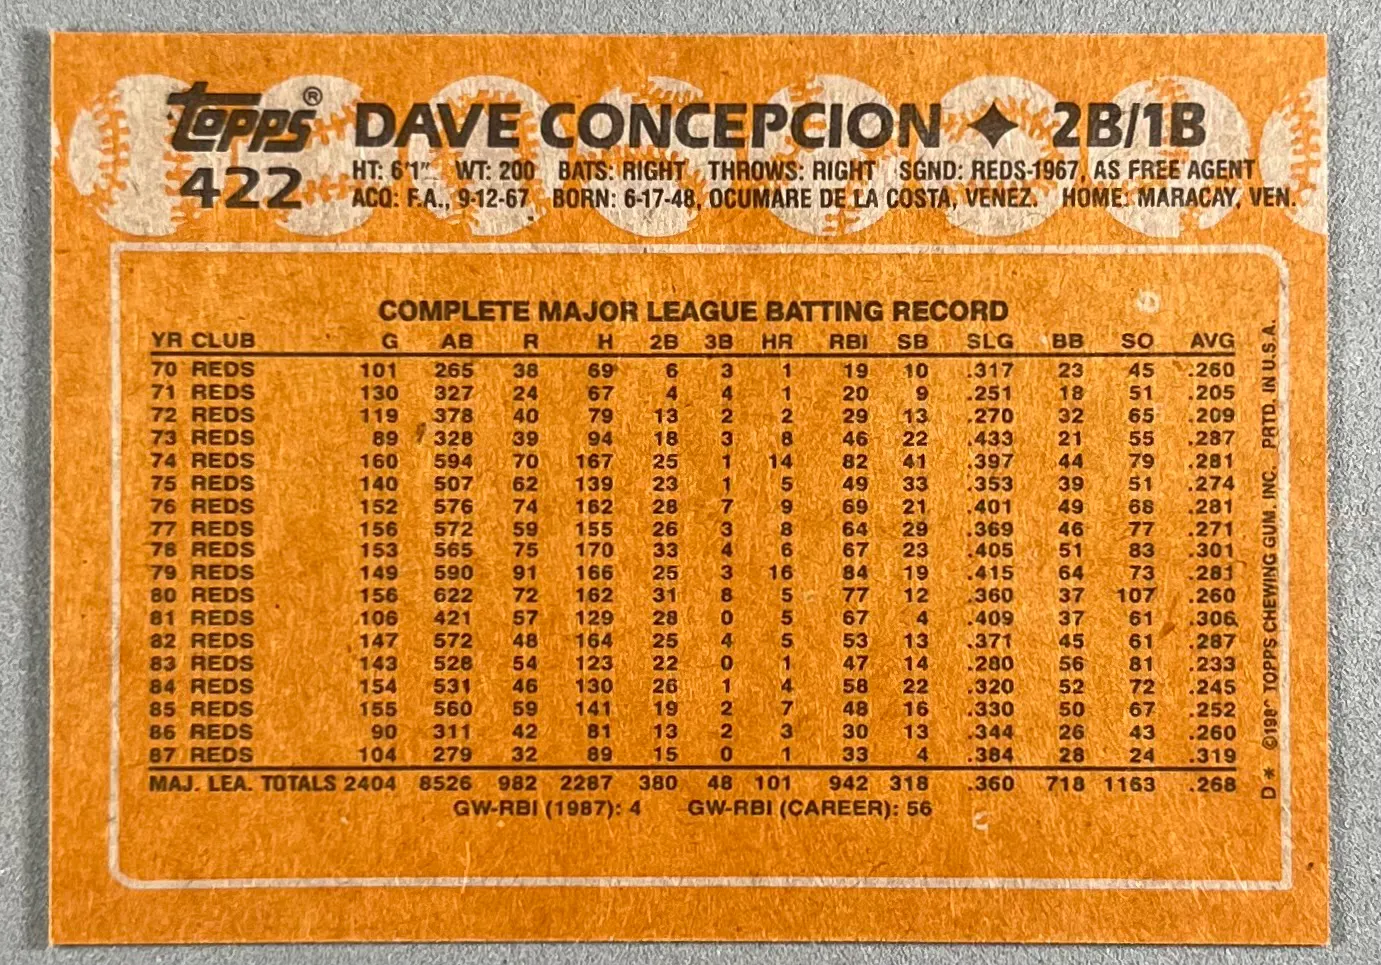 topps® DAVE CONCEPCION ✦ 2B/1B
422 HT: 6'1" WT: 200 BATS: RIGHT THROWS: RIGHT SGND: REDS-1967, AS FREE AGENT
ACQ: F.A., 9-12-67 BORN: 6-17-48, OCUMARE DE LA COSTA, VENEZ. HOME: MARACAY, VEN.
COMPLETE MAJOR LEAGUE BATTING RECORD
YR CLUB G AB R H 2B 3B HR RBI SB SLG BB SO AVG
70 REDS 101 265 38 69 6 3 1 19 10 .317 23 45 .260
71 REDS 130 327 24 67 4 4 1 20 9 .251 18 51 .205
72 REDS 119 378 40 79 13 2 2 29 13 .270 32 65 .209
73 REDS 89 328 39 94 18 3 8 46 22 .433 21 55 .287
74 REDS 160 594 70 167 25 1 14 82 41 .397 44 79 .281
75 REDS 140 507 62 139 23 1 5 49 33 .353 39 51 .274
76 REDS 152 576 74 162 28 7 9 69 21 .401 49 68 .281
77 REDS 156 572 59 155 26 3 8 64 29 .369 46 77 .271
78 REDS 153 565 75 170 33 4 6 67 23 .405 51 83 .301
79 REDS 149 590 91 166 25 3 16 84 19 .415 64 73 .281
80 REDS 156 622 72 162 31 8 5 77 12 .360 37 107 .260
81 REDS 106 421 57 129 28 0 5 67 4 .409 37 61 .306
82 REDS 147 572 48 164 25 4 5 53 13 .371 45 61 .287
83 REDS 143 528 54 123 22 0 1 47 14 .280 56 81 .233
84 REDS 154 531 46 130 26 1 4 58 22 .320 52 72 .245
85 REDS 155 560 59 141 19 2 7 48 16 .330 50 67 .252
86 REDS 90 311 42 81 13 2 3 30 13 .344 26 43 .260
87 REDS 104 279 32 89 15 0 1 33 4 .384 28 24 .319
MAJ. LEA. TOTALS 2404 8526 982 2287 380 48 101 942 318 .360 718 1163 .268
GW-RBI (1987): 4 GW-RBI (CAREER): 56
D* © TOPPS CHEWING GUM, INC. PRTD. IN U.S.A.